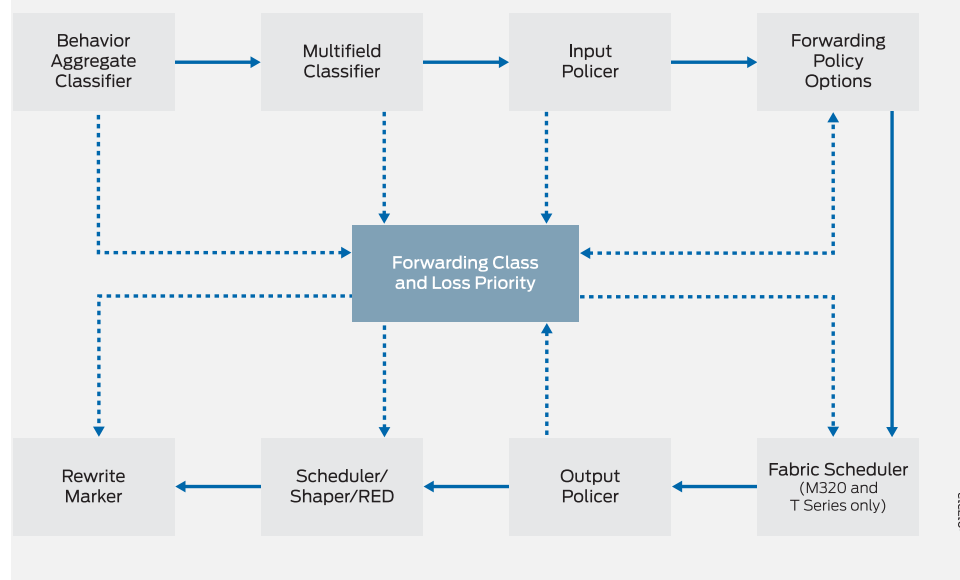 Behavior
Aggregate
Classifier
Multifield
Classifier
Input
Policer
Forwarding
Policy
Options
Forwarding Class
and Loss Priority
Rewrite
Marker
Scheduler/
Shaper/RED
Output
Policer
Fabric Scheduler
(M320 and
T Series only)